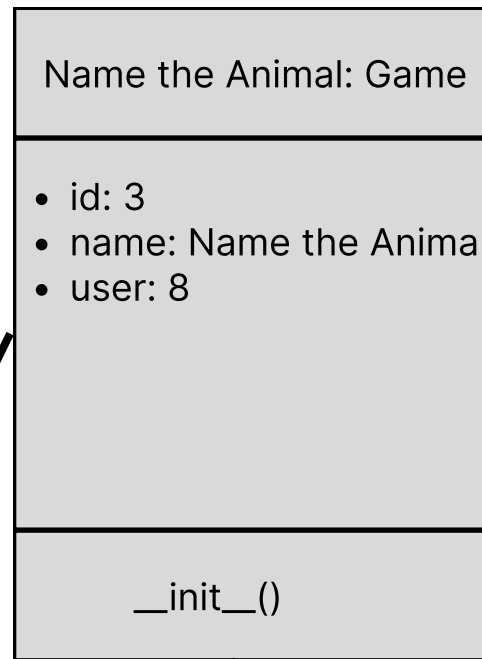 Name the Animal: Game
• id: 3
• name: Name the Anima
• user: 8
__init__()